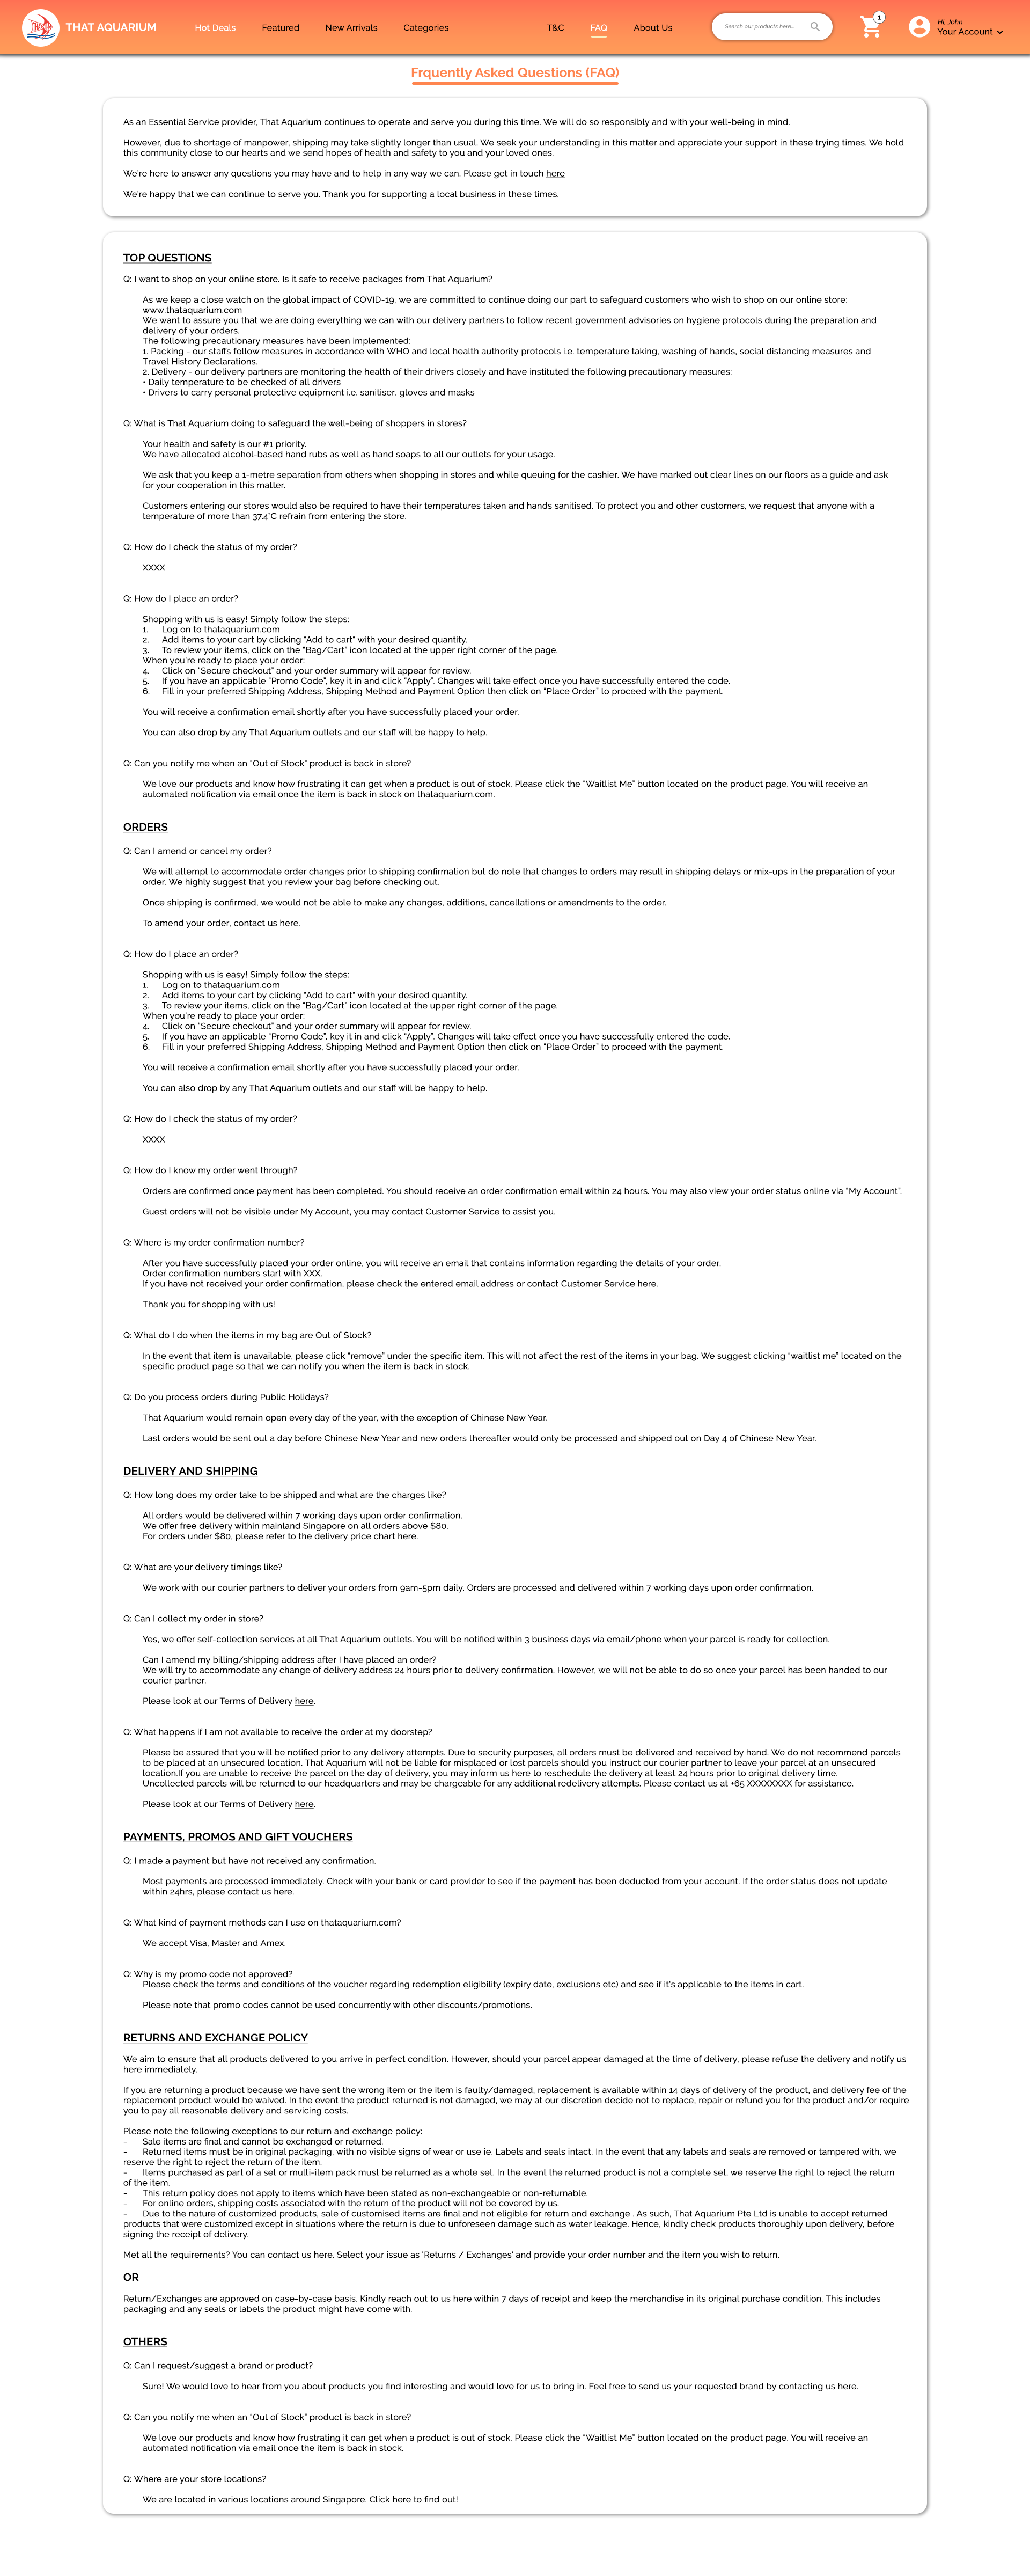 THAT AQUARIUM
Hot Deals
Featured
New Arrivals
Categories
T&C
FAQ
About Us
Search our products here...
1
Hi, John
Your Account
Frquently Asked Questions (FAQ)
As an Essential Service provider, That Aquarium continues to operate and serve you during this time. We will do so responsibly and with your well-being in mind.
However, due to shortage of manpower, shipping may take slightly longer than usual. We seek your understanding in this matter and appreciate your support in these trying times. We hold
this community close to our hearts and we send hopes of health and safety to you and your loved ones.
We're here to answer any questions you may have and to help in any way we can. Please get in touch here
We're happy that we can continue to serve you. Thank you for supporting a local business in these times.
TOP QUESTIONS
Q: I want to shop on your online store. Is it safe to receive packages from That Aquarium?
As we keep a close watch on the global impact of COVID-19, we are committed to continue doing our part to safeguard customers who wish to shop on our online store:
www.thataquarium.com
We want to assure you that we are doing everything we can with our delivery partners to follow recent government advisories on hygiene protocols during the preparation and
delivery of your orders.
The following precautionary measures have been implemented:
1. Packing - our staffs follow measures in accordance with WHO and local health authority protocols i.e. temperature taking, washing of hands, social distancing measures and
Travel History Declarations.
2. Delivery - our delivery partners are monitoring the health of their drivers closely and have instituted the following precautionary measures:
• Daily temperature to be checked of all drivers
• Drivers to carry personal protective equipment i.e. sanitiser, gloves and masks
Q: What is That Aquarium doing to safeguard the well-being of shoppers in stores?
Your health and safety is our #1 priority.
We have allocated alcohol-based hand rubs as well as hand soaps to all our outlets for your usage.
We ask that you keep a 1-metre separation from others when shopping in stores and while queuing for the cashier. We have marked out clear lines on our floors as a guide and ask
for your cooperation in this matter.
Customers entering our stores would also be required to have their temperatures taken and hands sanitised. To protect you and other customers, we request that anyone with a
temperature of more than 37.4°C refrain from entering the store.
Q: How do I check the status of my order?
XXXX
Q: How do I place an order?
Shopping with us is easy! Simply follow the steps:
1. Log on to thataquarium.com
2. Add items to your cart by clicking "Add to cart" with your desired quantity.
3. To review your items, click on the "Bag/Cart" icon located at the upper right corner of the page.
When you're ready to place your order:
4. Click on "Secure checkout" and your order summary will appear for review.
5. If you have an applicable "Promo Code", key it in and click "Apply". Changes will take effect once you have successfully entered the code.
6. Fill in your preferred Shipping Address, Shipping Method and Payment Option then click on "Place Order" to proceed with the payment.
You will receive a confirmation email shortly after you have successfully placed your order.
You can also drop by any That Aquarium outlets and our staff will be happy to help.
Q: Can you notify me when an "Out of Stock" product is back in store?
We love our products and know how frustrating it can get when a product is out of stock. Please click the "Waitlist Me" button located on the product page. You will receive an
automated notification via email once the item is back in stock on thataquarium.com.
ORDERS
Q: Can I amend or cancel my order?
We will attempt to accommodate order changes prior to shipping confirmation but do note that changes to orders may result in shipping delays or mix-ups in the preparation of your
order. We highly suggest that you review your bag before checking out.
Once shipping is confirmed, we would not be able to make any changes, additions, cancellations or amendments to the order.
To amend your order, contact us here.
Q: How do I place an order?
Shopping with us is easy! Simply follow the steps:
1. Log on to thataquarium.com
2. Add items to your cart by clicking "Add to cart" with your desired quantity.
3. To review your items, click on the "Bag/Cart" icon located at the upper right corner of the page.
When you're ready to place your order:
4. Click on "Secure checkout" and your order summary will appear for review.
5. If you have an applicable "Promo Code", key it in and click "Apply". Changes will take effect once you have successfully entered the code.
6. Fill in your preferred Shipping Address, Shipping Method and Payment Option then click on "Place Order" to proceed with the payment.
You will receive a confirmation email shortly after you have successfully placed your order.
You can also drop by any That Aquarium outlets and our staff will be happy to help.
Q: How do I check the status of my order?
XXXX
Q: How do I know my order went through?
Orders are confirmed once payment has been completed. You should receive an order confirmation email within 24 hours. You may also view your order status online via "My Account".
Guest orders will not be visible under My Account, you may contact Customer Service to assist you.
Q: Where is my order confirmation number?
After you have successfully placed your order online, you will receive an email that contains information regarding the details of your order.
Order confirmation numbers start with XXX.
If you have not received your order confirmation, please check the entered email address or contact Customer Service here.
Thank you for shopping with us!
Q: What do I do when the items in my bag are Out of Stock?
In the event that item is unavailable, please click "remove" under the specific item. This will not affect the rest of the items in your bag. We suggest clicking "waitlist me" located on the
specific product page so that we can notify you when the item is back in stock.
Q: Do you process orders during Public Holidays?
That Aquarium would remain open every day of the year, with the exception of Chinese New Year.
Last orders would be sent out a day before Chinese New Year and new orders thereafter would only be processed and shipped out on Day 4 of Chinese New Year.
DELIVERY AND SHIPPING
Q: How long does my order take to be shipped and what are the charges like?
All orders would be delivered within 7 working days upon order confirmation.
We offer free delivery within mainland Singapore on all orders above $80.
For orders under $80, please refer to the delivery price chart here.
Q: What are your delivery timings like?
We work with our courier partners to deliver your orders from 9am-5pm daily. Orders are processed and delivered within 7 working days upon order confirmation.
Q: Can I collect my order in store?
Yes, we offer self-collection services at all That Aquarium outlets. You will be notified within 3 business days via email/phone when your parcel is ready for collection.
Can I amend my billing/shipping address after I have placed an order?
We will try to accommodate any change of delivery address 24 hours prior to delivery confirmation. However, we will not be able to do so once your parcel has been handed to our
courier partner.
Please look at our Terms of Delivery here.
Q: What happens if I am not available to receive the order at my doorstep?
Please be assured that you will be notified prior to any delivery attempts. Due to security purposes, all orders must be delivered and received by hand. We do not recommend parcels
to be placed at an unsecured location. That Aquarium will not be liable for misplaced or lost parcels should you instruct our courier partner to leave your parcel at an unsecured
location.If you are unable to receive the parcel on the day of delivery, you may inform us here to reschedule the delivery at least 24 hours prior to original delivery time.
Uncollected parcels will be returned to our headquarters and may be chargeable for any additional redelivery attempts. Please contact us at +65 XXXXXXXX for assistance.
Please look at our Terms of Delivery here.
PAYMENTS, PROMOS AND GIFT VOUCHERS
Q: I made a payment but have not received any confirmation.
Most payments are processed immediately. Check with your bank or card provider to see if the payment has been deducted from your account. If the order status does not update
within 24hrs, please contact us here.
Q: What kind of payment methods can I use on thataquarium.com?
We accept Visa, Master and Amex.
Q: Why is my promo code not approved?
Please check the terms and conditions of the voucher regarding redemption eligibility (expiry date, exclusions etc) and see if it's applicable to the items in cart.
Please note that promo codes cannot be used concurrently with other discounts/promotions.
RETURNS AND EXCHANGE POLICY
We aim to ensure that all products delivered to you arrive in perfect condition. However, should your parcel appear damaged at the time of delivery, please refuse the delivery and notify us
here immediately.
If you are returning a product because we have sent the wrong item or the item is faulty/damaged, replacement is available within 14 days of delivery of the product, and delivery fee of the
replacement product would be waived. In the event the product returned is not damaged, we may at our discretion decide not to replace, repair or refund you for the product and/or require
you to pay all reasonable delivery and servicing costs.
Please note the following exceptions to our return and exchange policy:
- Sale items are final and cannot be exchanged or returned.
- Returned items must be in original packaging, with no visible signs of wear or use ie. Labels and seals intact. In the event that any labels and seals are removed or tampered with, we
reserve the right to reject the return of the item.
- Items purchased as part of a set or multi-item pack must be returned as a whole set. In the event the returned product is not a complete set, we reserve the right to reject the return
of the item.
- This return policy does not apply to items which have been stated as non-exchangeable or non-returnable.
- For online orders, shipping costs associated with the return of the product will not be covered by us.
- Due to the nature of customized products, sale of customised items are final and not eligible for return and exchange . As such, That Aquarium Pte Ltd is unable to accept returned
products that were customized except in situations where the return is due to unforeseen damage such as water leakage. Hence, kindly check products thoroughly upon delivery, before
signing the receipt of delivery.
Met all the requirements? You can contact us here. Select your issue as 'Returns / Exchanges' and provide your order number and the item you wish to return.
OR
Return/Exchanges are approved on case-by-case basis. Kindly reach out to us here within 7 days of receipt and keep the merchandise in its original purchase condition. This includes
packaging and any seals or labels the product might have come with.
OTHERS
Q: Can I request/suggest a brand or product?
Sure! We would love to hear from you about products you find interesting and would love for us to bring in. Feel free to send us your requested brand by contacting us here.
Q: Can you notify me when an "Out of Stock" product is back in store?
We love our products and know how frustrating it can get when a product is out of stock. Please click the "Waitlist Me" button located on the product page. You will receive an
automated notification via email once the item is back in stock.
Q: Where are your store locations?
We are located in various locations around Singapore. Click here to find out!